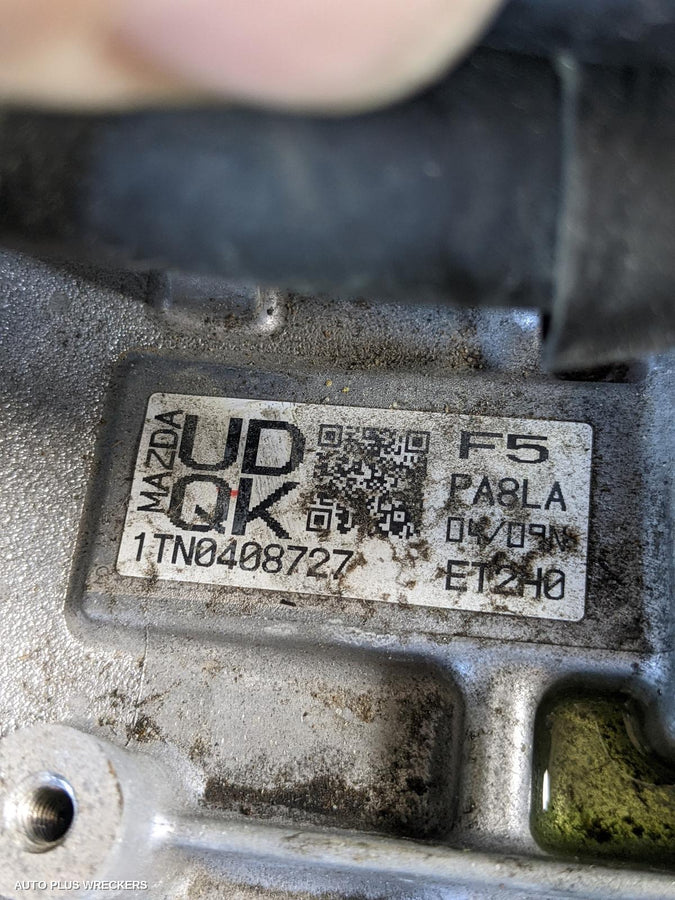 MAZDA
UD
QK
1TN0408727
F5
PA8LA
04/09N
ET2H0
AUTO PLUS WRECKERS